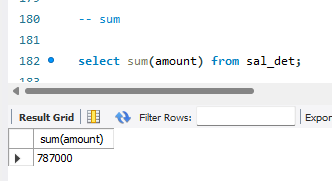 180 -- sum
181
182 select sum(amount) from sal_det;
Result Grid Filter Rows: Expor
sum(amount)
787000